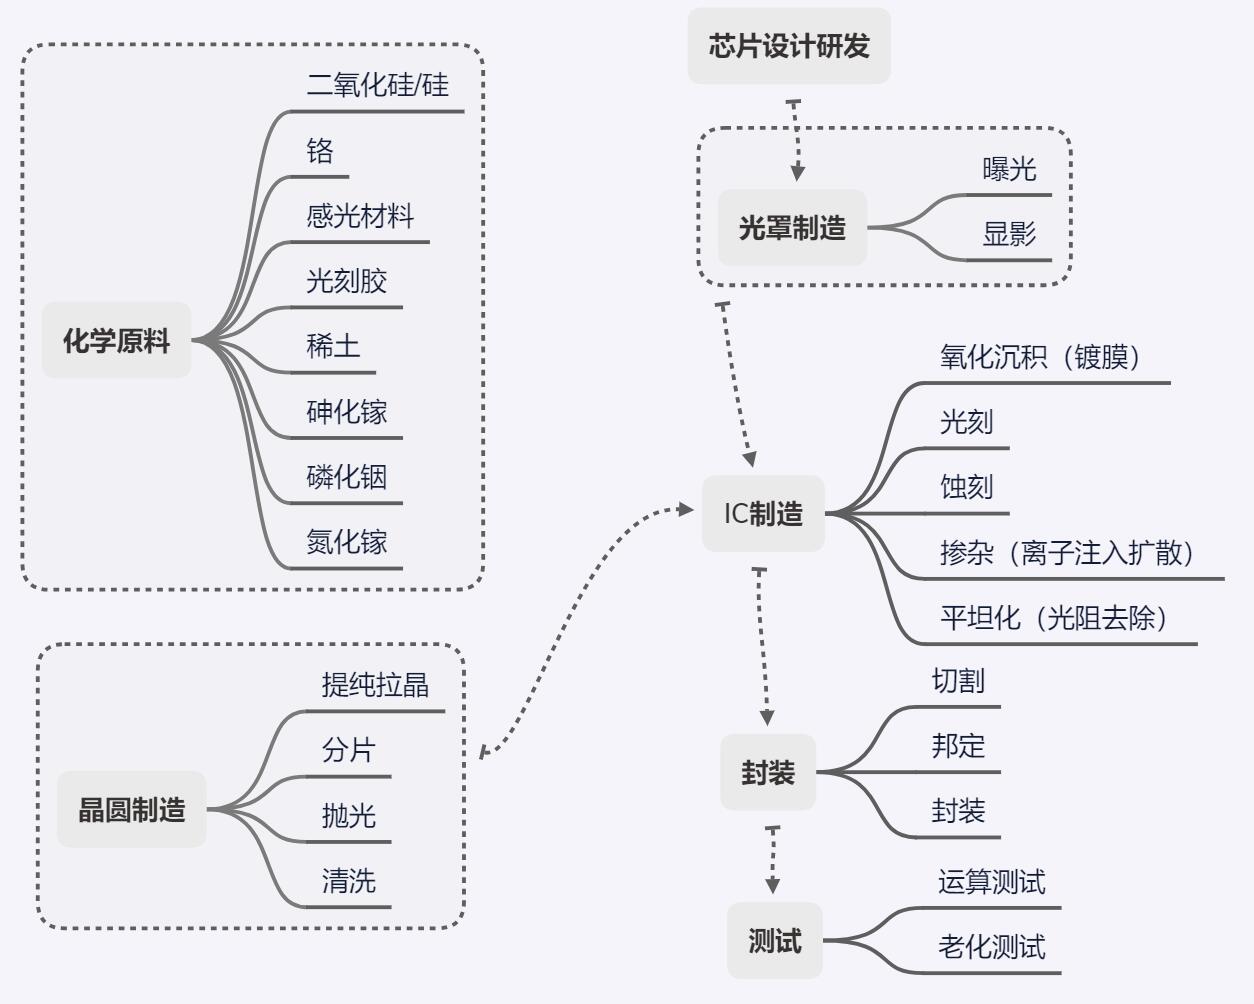 化学原料
二氧化硅/硅
铬
感光材料
光刻胶
稀土
砷化镓
磷化铟
氮化镓
晶圆制造
提纯拉晶
分片
抛光
清洗
芯片设计研发
光罩制造
曝光
显影
IC制造
氧化沉积（镀膜）
光刻
蚀刻
掺杂（离子注入扩散）
平坦化（光阻去除）
封装
切割
邦定
封装
测试
运算测试
老化测试